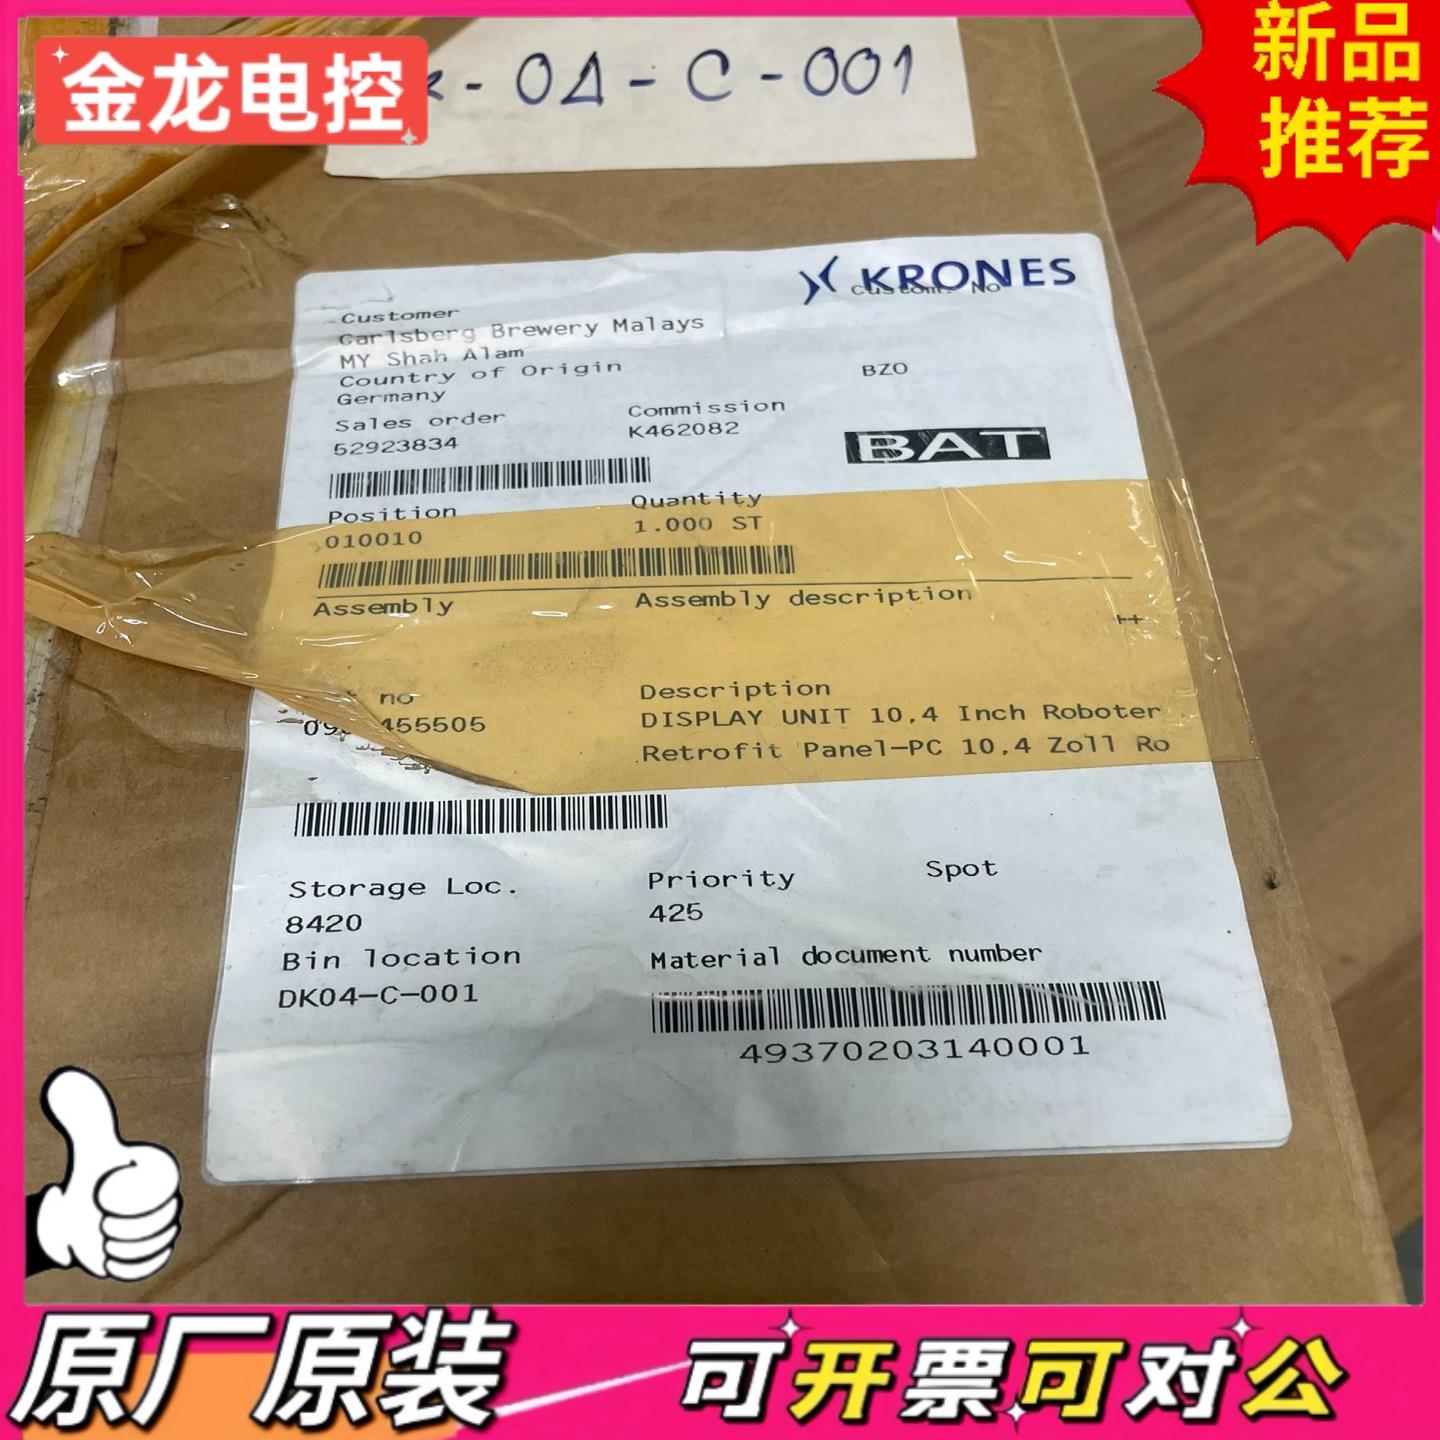 金龙电控
新品
推荐
- 04 - C - 001
KRONES
Custom. No
Customer
Carlsberg Brewery Malays
MY Shah Alam
Country of Origin
Germany
BZO
Sales order
Commission
52923834
K462082
BAT
Position
Quantity
010010
1.000 ST
Assembly
Assembly description
++
no
Description
455505
DISPLAY UNIT 10,4 Inch Roboter
Retrofit Panel-PC 10,4 Zoll Ro
Storage Loc.
Priority
Spot
8420
425
Bin location
Material document number
DK04-C-001
49370203140001
原厂原装
可开票可对公